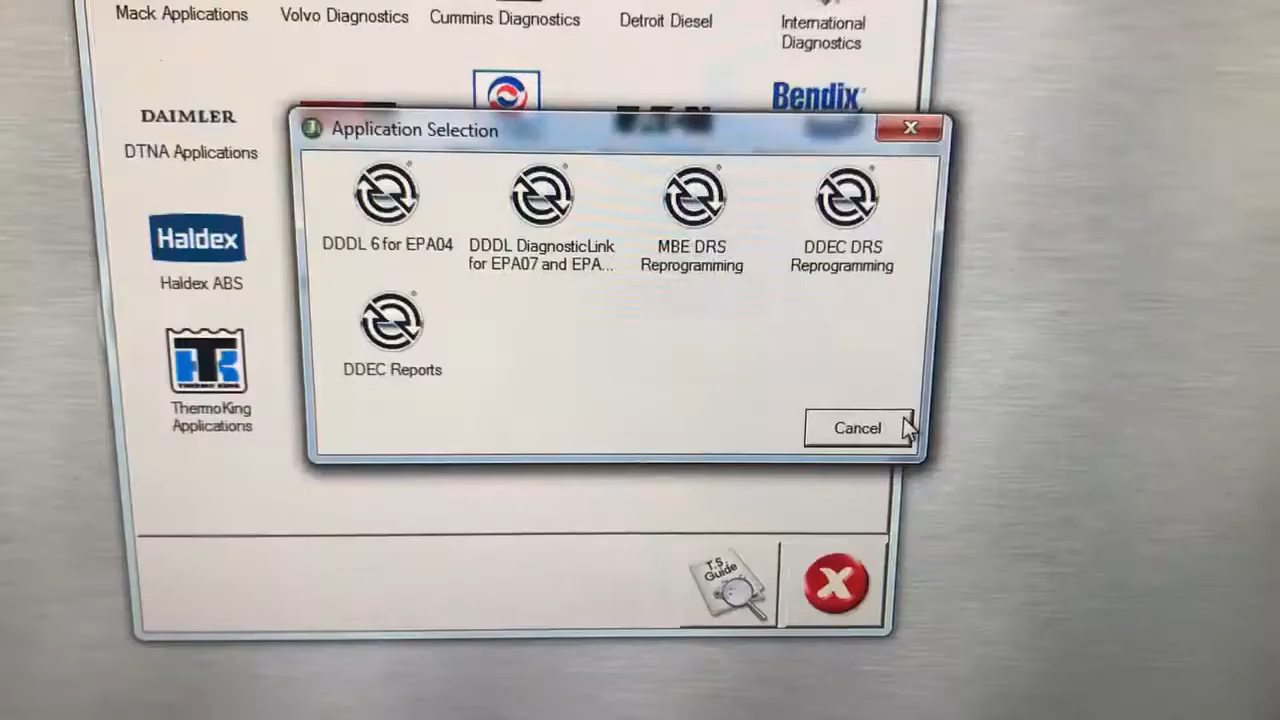 Mack Applications
Volvo Diagnostics
Cummins Diagnostics
Detroit Diesel
International
Diagnostics
DAIMLER
DTNA Applications
Bendix
Haldex
Haldex ABS
THERMO KING
ThermoKing
Applications
Application Selection
DDDL 6 for EPA04
DDDL DiagnosticLink
for EPA07 and EPA...
MBE DRS
Reprogramming
DDEC DRS
Reprogramming
DDEC Reports
Cancel
T.S.
Guide